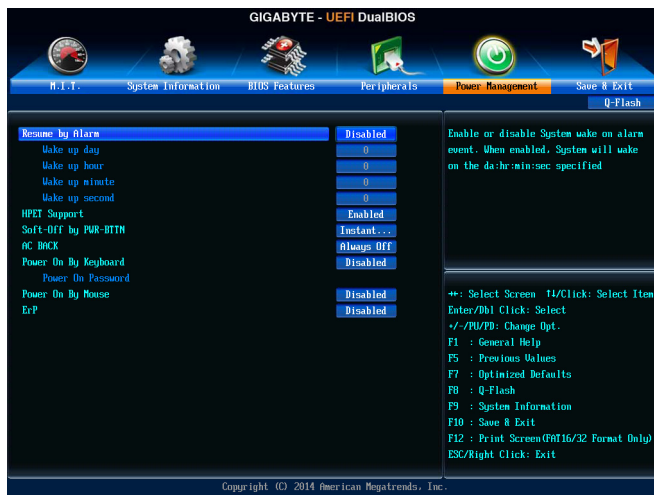 GIGABYTE - UEFI DualBIOS
M.I.T. System Information BIOS Features Peripherals Power Management Save & Exit
Q-Flash
Resume by Alarm Disabled
Wake up day 0
Wake up hour 0
Wake up minute 0
Wake up second 0
HPET Support Enabled
Soft-Off by PWR-BTTN Instant...
AC BACK Always Off
Power On By Keyboard Disabled
Power On Password
Power On By Mouse Disabled
ErP Disabled
Enable or disable System wake on alarm
event. When enabled, System will wake
on the da:hr:min:sec specified
→←: Select Screen ↑↓/Click: Select Item
Enter/Dbl Click: Select
+/-/PU/PD: Change Opt.
F1 : General Help
F5 : Previous Values
F7 : Optimized Defaults
F8 : Q-Flash
F9 : System Information
F10 : Save & Exit
F12 : Print Screen(FAT16/32 Format Only)
ESC/Right Click: Exit
Copyright (C) 2014 American Megatrends, Inc.